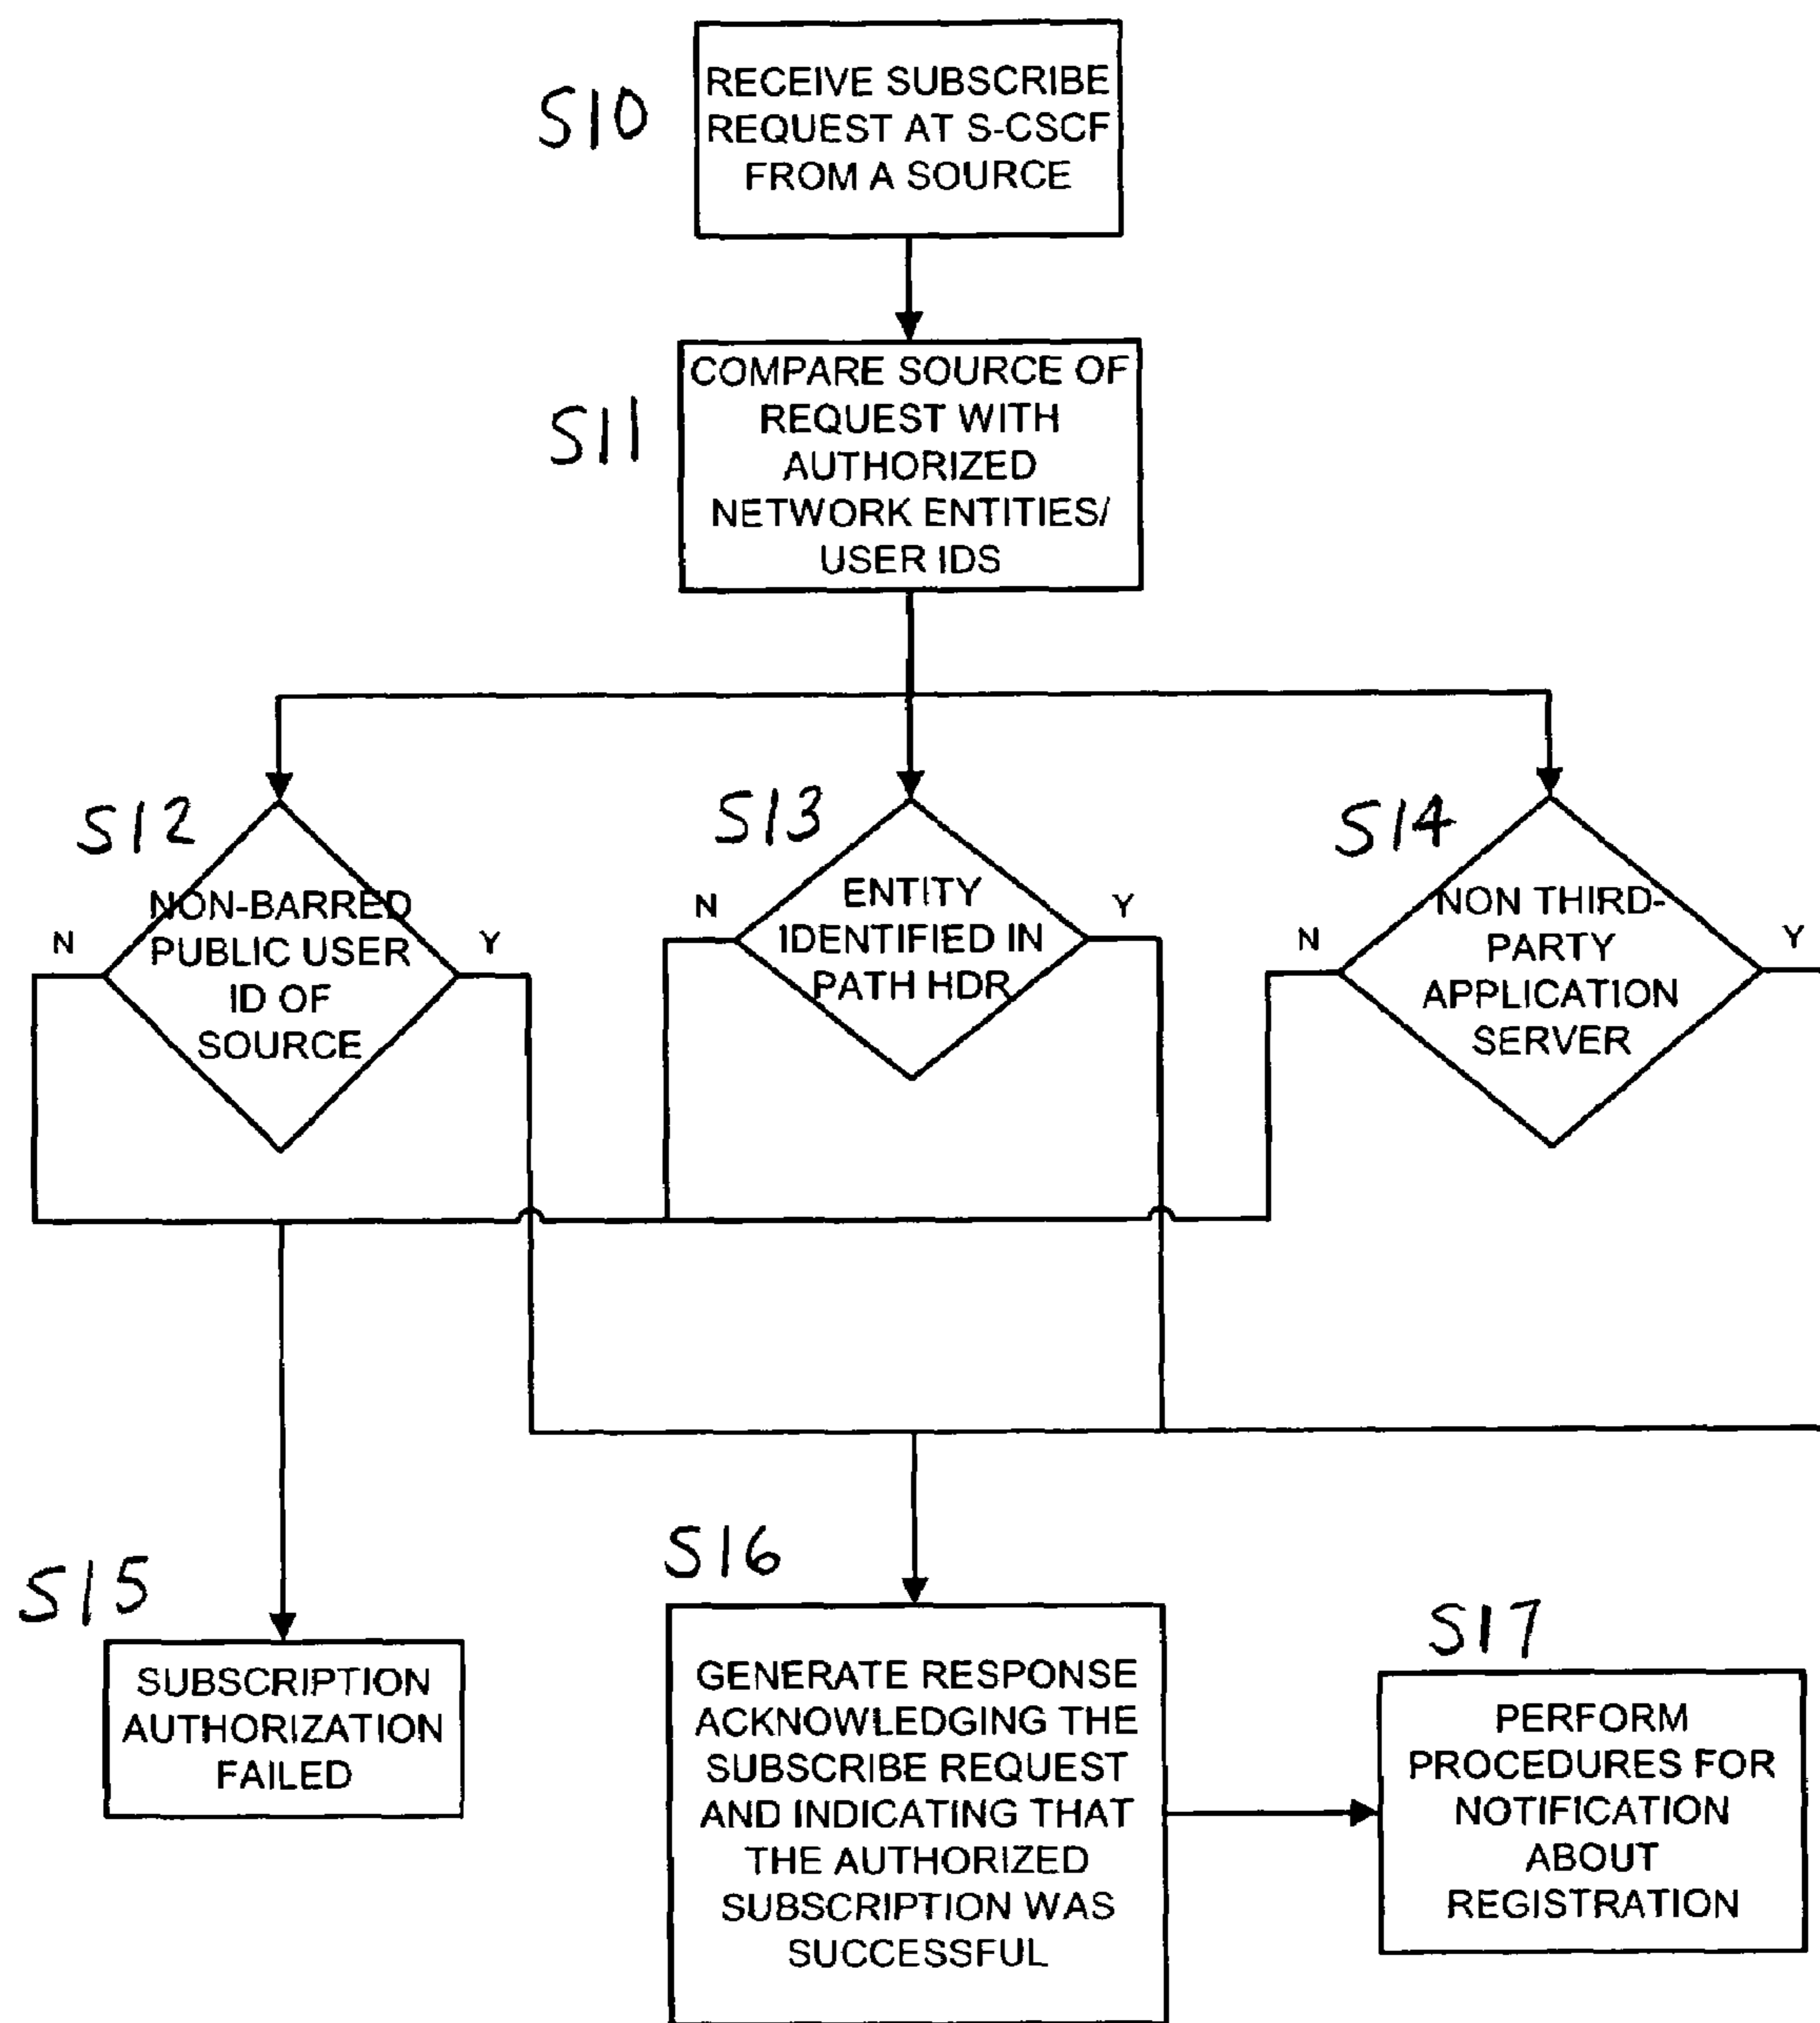 S10
RECEIVE SUBSCRIBE
REQUEST AT S-CSCF
FROM A SOURCE
S11
COMPARE SOURCE OF
REQUEST WITH
AUTHORIZED
NETWORK ENTITIES/
USER IDS
S12
N
NON-BARRED
PUBLIC USER
ID OF
SOURCE
Y
S13
N
ENTITY
IDENTIFIED IN
PATH HDR
Y
S14
N
NON THIRD-
PARTY
APPLICATION
SERVER
Y
S15
SUBSCRIPTION
AUTHORIZATION
FAILED
S16
GENERATE RESPONSE
ACKNOWLEDGING THE
SUBSCRIBE REQUEST
AND INDICATING THAT
THE AUTHORIZED
SUBSCRIPTION WAS
SUCCESSFUL
S17
PERFORM
PROCEDURES FOR
NOTIFICATION
ABOUT
REGISTRATION